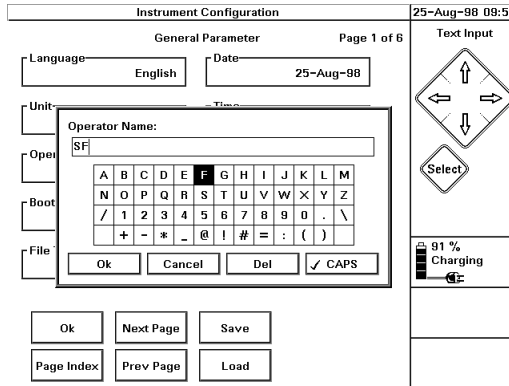 Instrument Configuration
25-Aug-98 09:5
General Parameter
Page 1 of 6
Text Input
Language
English
Date
25-Aug-98
Unit
Time
Operator Name:
SF
A B C D E F G H I J K L M
N O P Q R S T U V W X Y Z
/ 1 2 3 4 5 6 7 8 9 0 . \
+ - * _ @ ! # = : ( )
Ok Cancel Del ✓ CAPS
Oper
Boot
File
Select
91 %
Charging
Ok Next Page Save
Page Index Prev Page Load